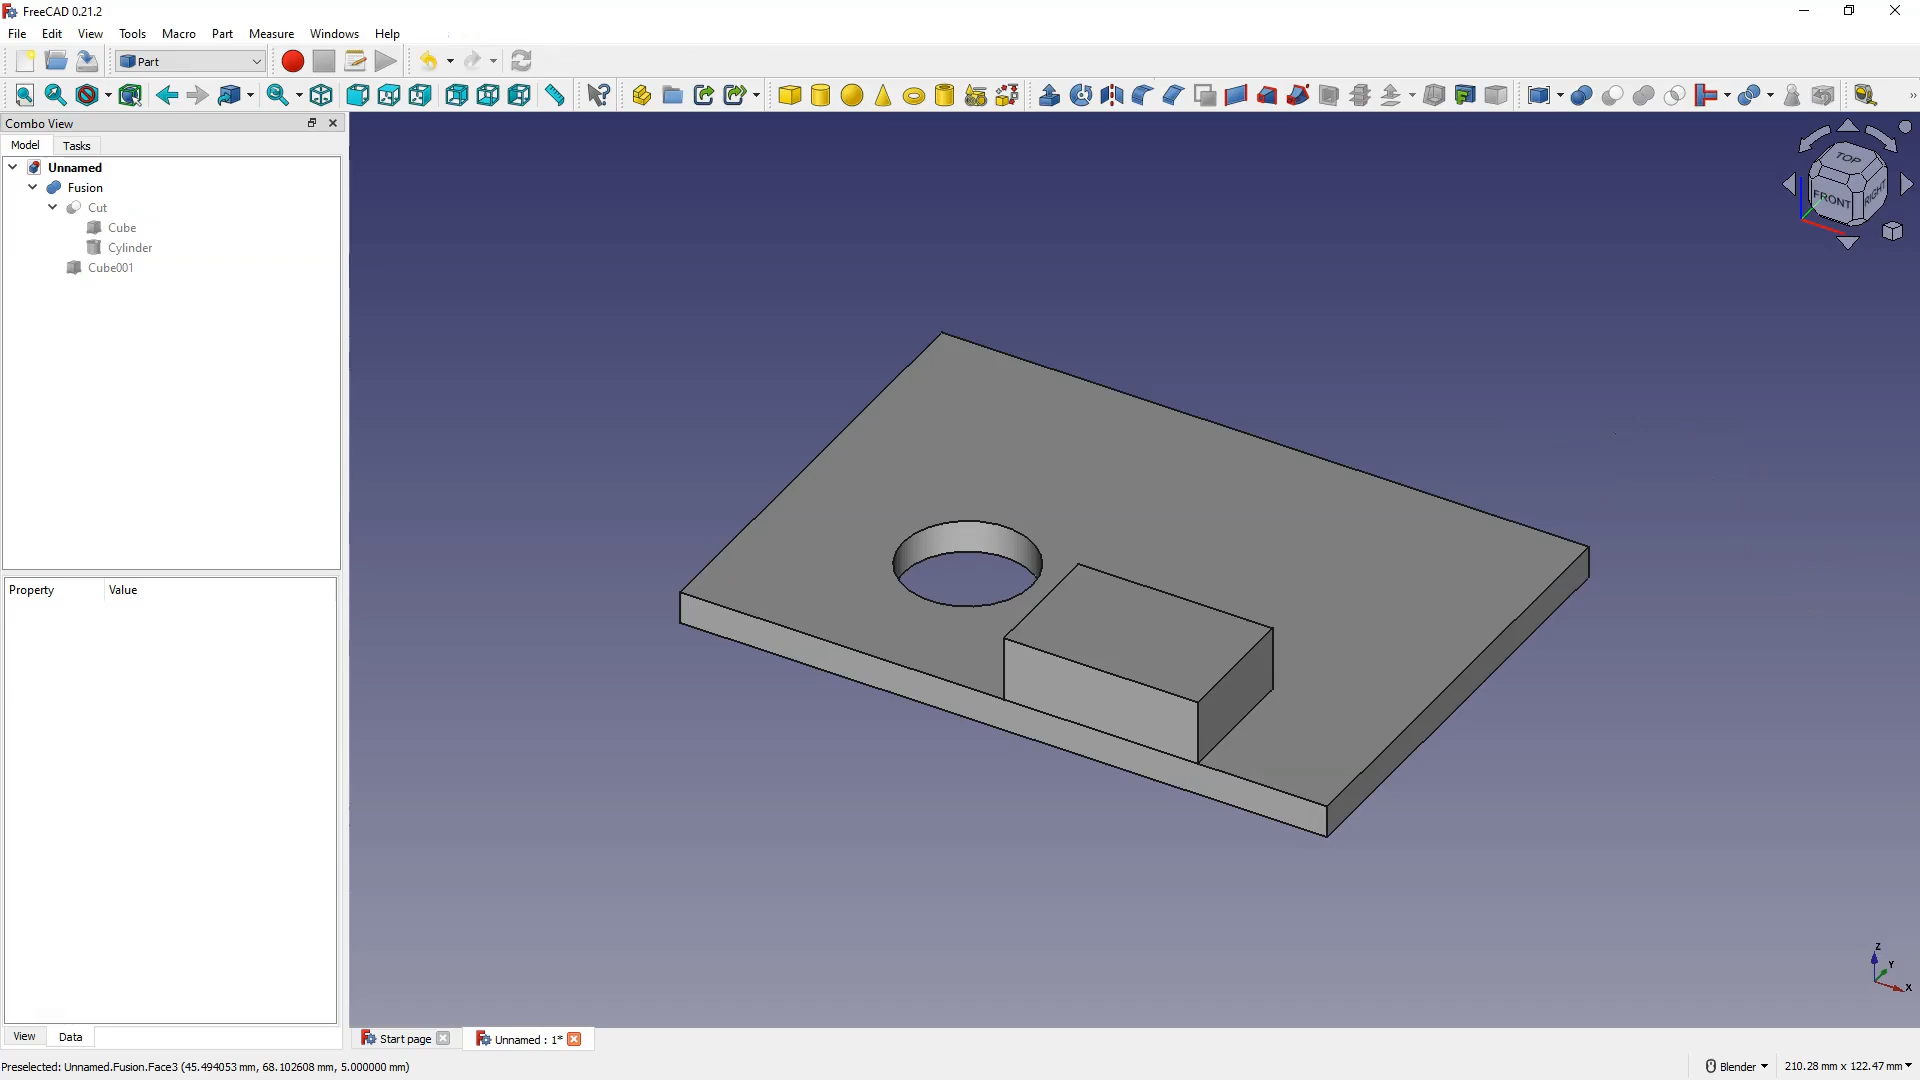 FreeCAD 0.21.2
File Edit View Tools Macro Part Measure Windows Help
Part
Combo View
Model Tasks
Unnamed
Fusion
Cut
Cube
Cylinder
Cube001
Property Value
TOP
FRONT RIGHT
Z
Y
X
View Data
Start page Unnamed : 1*
Preselected: Unnamed.Fusion.Face3 (45.494053 mm, 68.102608 mm, 5.000000 mm) Blender 210.28 mm x 122.47 mm